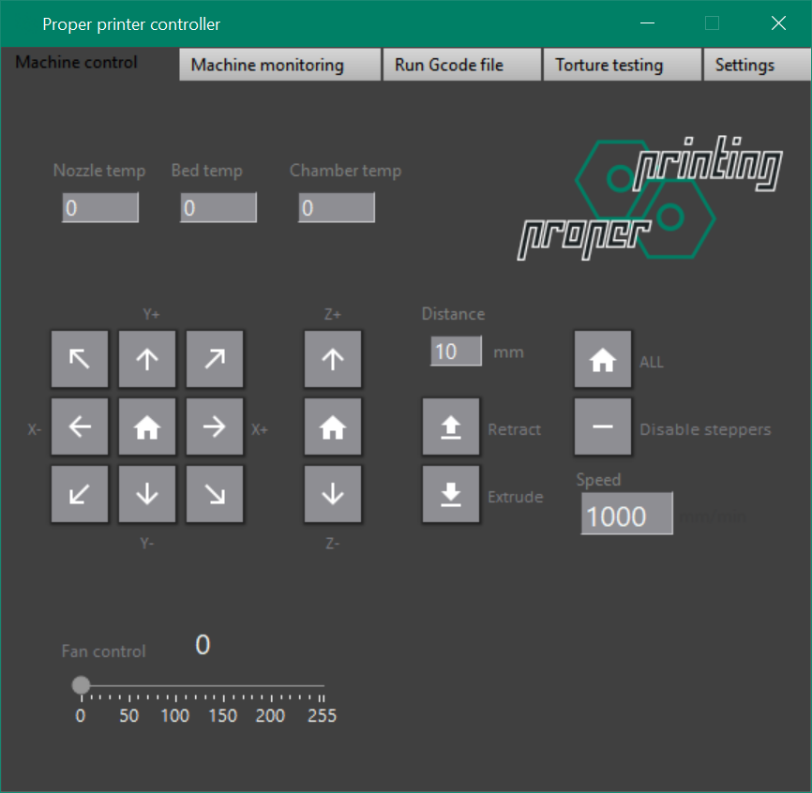 Proper printer controller
Machine control Machine monitoring Run Gcode file Torture testing Settings
printing
proper
Nozzle temp Bed temp Chamber temp
0 0 0
Y+ Z+ Distance
10 mm ALL
X- X+ Retract Disable steppers
Extrude Speed
1000
Y- Z-
Fan control 0
0 50 100 150 200 255